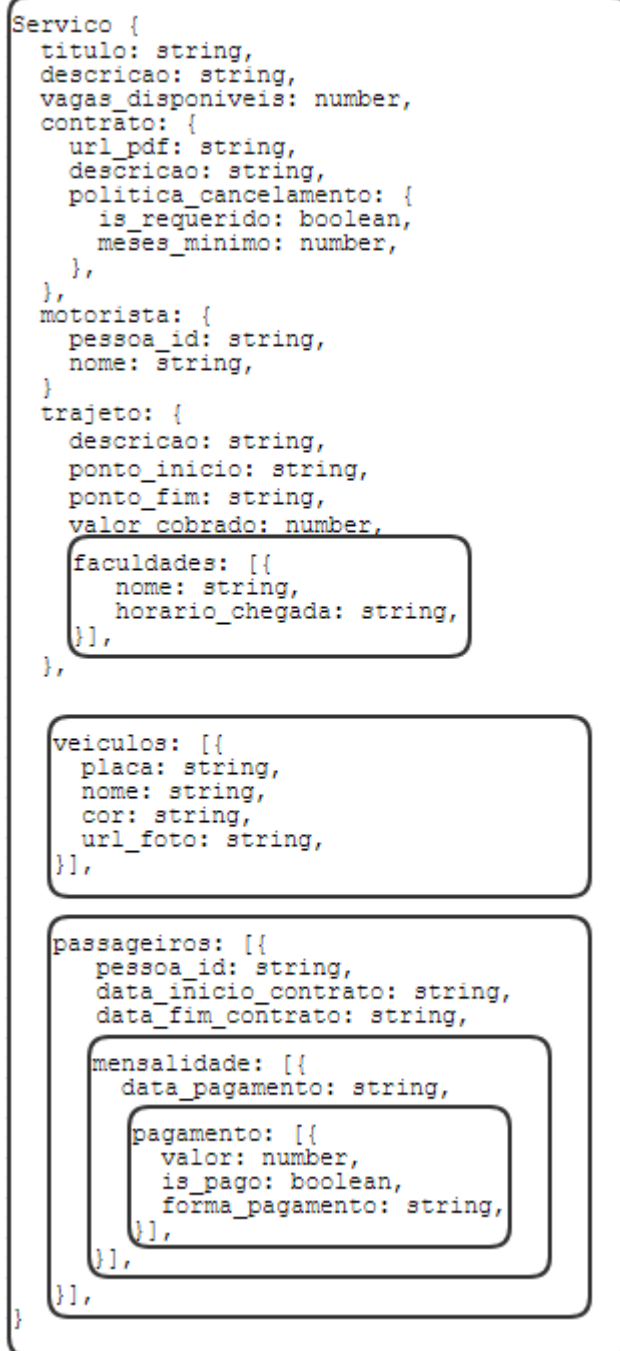 Servico {
titulo: string,
descricao: string,
vagas_disponiveis: number,
contrato: {
url_pdf: string,
descricao: string,
politica_cancelamento: {
is_requerido: boolean,
meses_minimo: number,
},
},
motorista: {
pessoa_id: string,
nome: string,
}
trajeto: {
descricao: string,
ponto_inicio: string,
ponto_fim: string,
valor_cobrado: number,
faculdades: [{
nome: string,
horario_chegada: string,
}],
},
veiculos: [{
placa: string,
nome: string,
cor: string,
url_foto: string,
}],
passageiros: [{
pessoa_id: string,
data_inicio_contrato: string,
data_fim_contrato: string,
mensalidade: [{
data_pagamento: string,
pagamento: [{
valor: number,
is_pago: boolean,
forma_pagamento: string,
}],
}],
}],
}